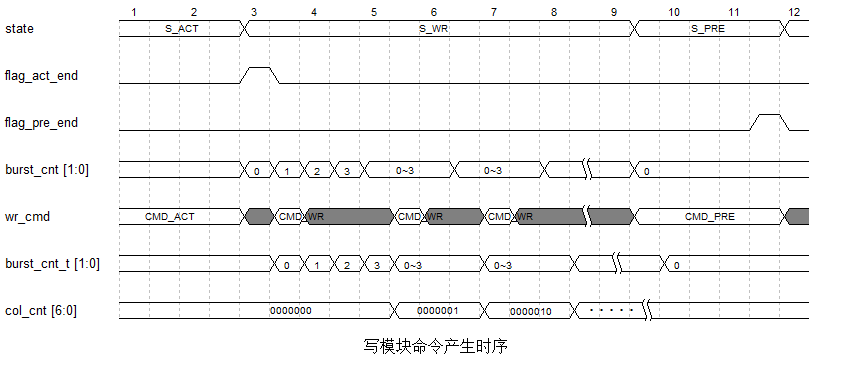 1 2 3 4 5 6 7 8 9 10 11 12
state S_ACT S_WR S_PRE
flag_act_end
flag_pre_end
burst_cnt [1:0] 0 1 2 3 0~3 0~3 0
wr_cmd CMD_ACT CMD_WR CMD_WR CMD_WR CMD_PRE
burst_cnt_t [1:0] 0 1 2 3 0~3 0~3 0
col_cnt [6:0] 0000000 0000001 0000010 ·····
写模块命令产生时序